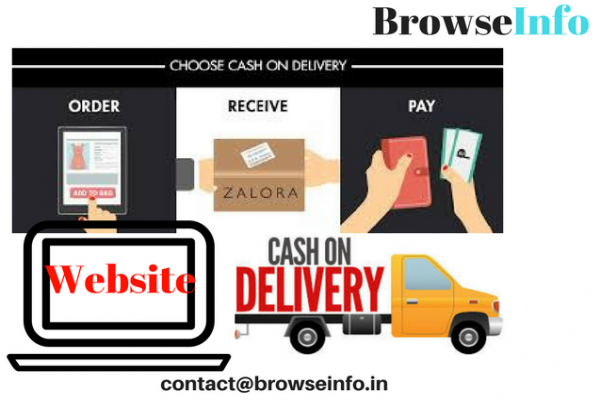 BrowseInfo
CHOOSE CASH ON DELIVERY
ORDER
RECEIVE
PAY
ADD TO BAG
ZALORA
Website
CASH ON
DELIVERY
contact@browseinfo.in